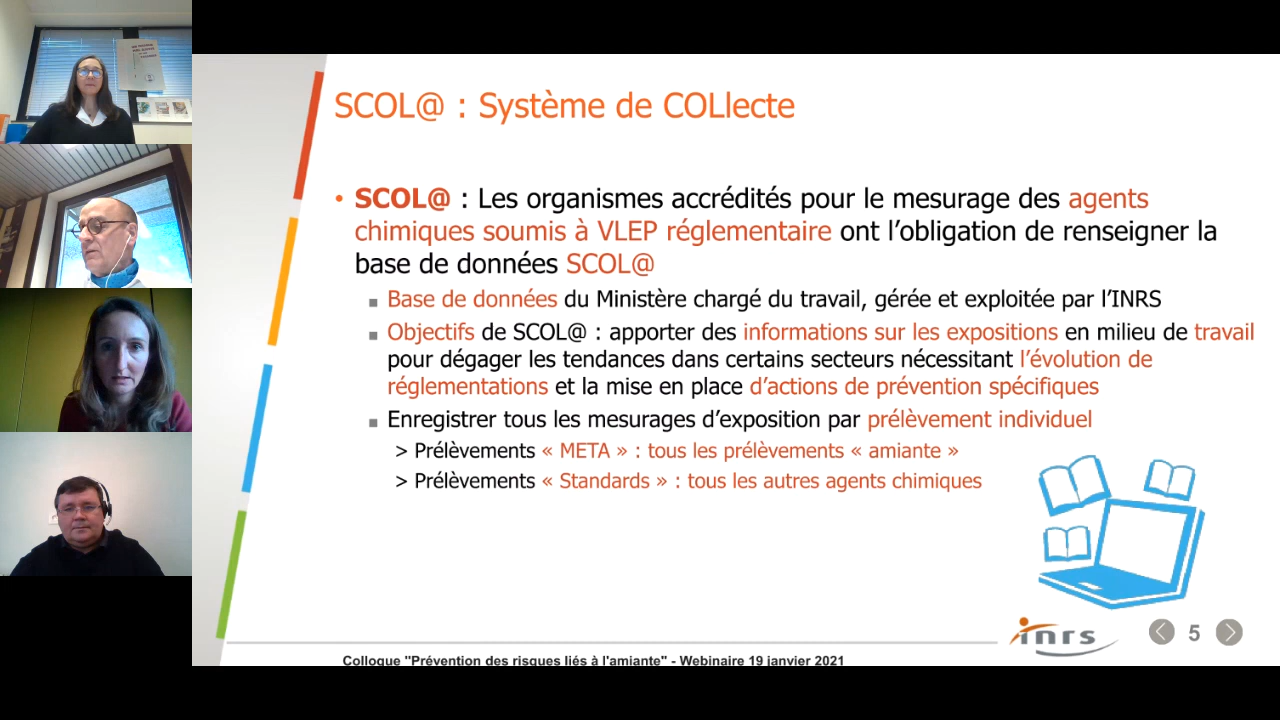 SCOL@ : Système de COLlecte
• SCOL@ : Les organismes accrédités pour le mesurage des agents
chimiques soumis à VLEP réglementaire ont l’obligation de renseigner la
base de données SCOL@
▪ Base de données du Ministère chargé du travail, gérée et exploitée par l’INRS
▪ Objectifs de SCOL@ : apporter des informations sur les expositions en milieu de travail
pour dégager les tendances dans certains secteurs nécessitant l’évolution de
réglementations et la mise en place d’actions de prévention spécifiques
▪ Enregistrer tous les mesurages d’exposition par prélèvement individuel
> Prélèvements « META » : tous les prélèvements « amiante »
> Prélèvements « Standards » : tous les autres agents chimiques
inrs
5
Colloque "Prévention des risques liés à l'amiante" - Webinaire 19 janvier 2021